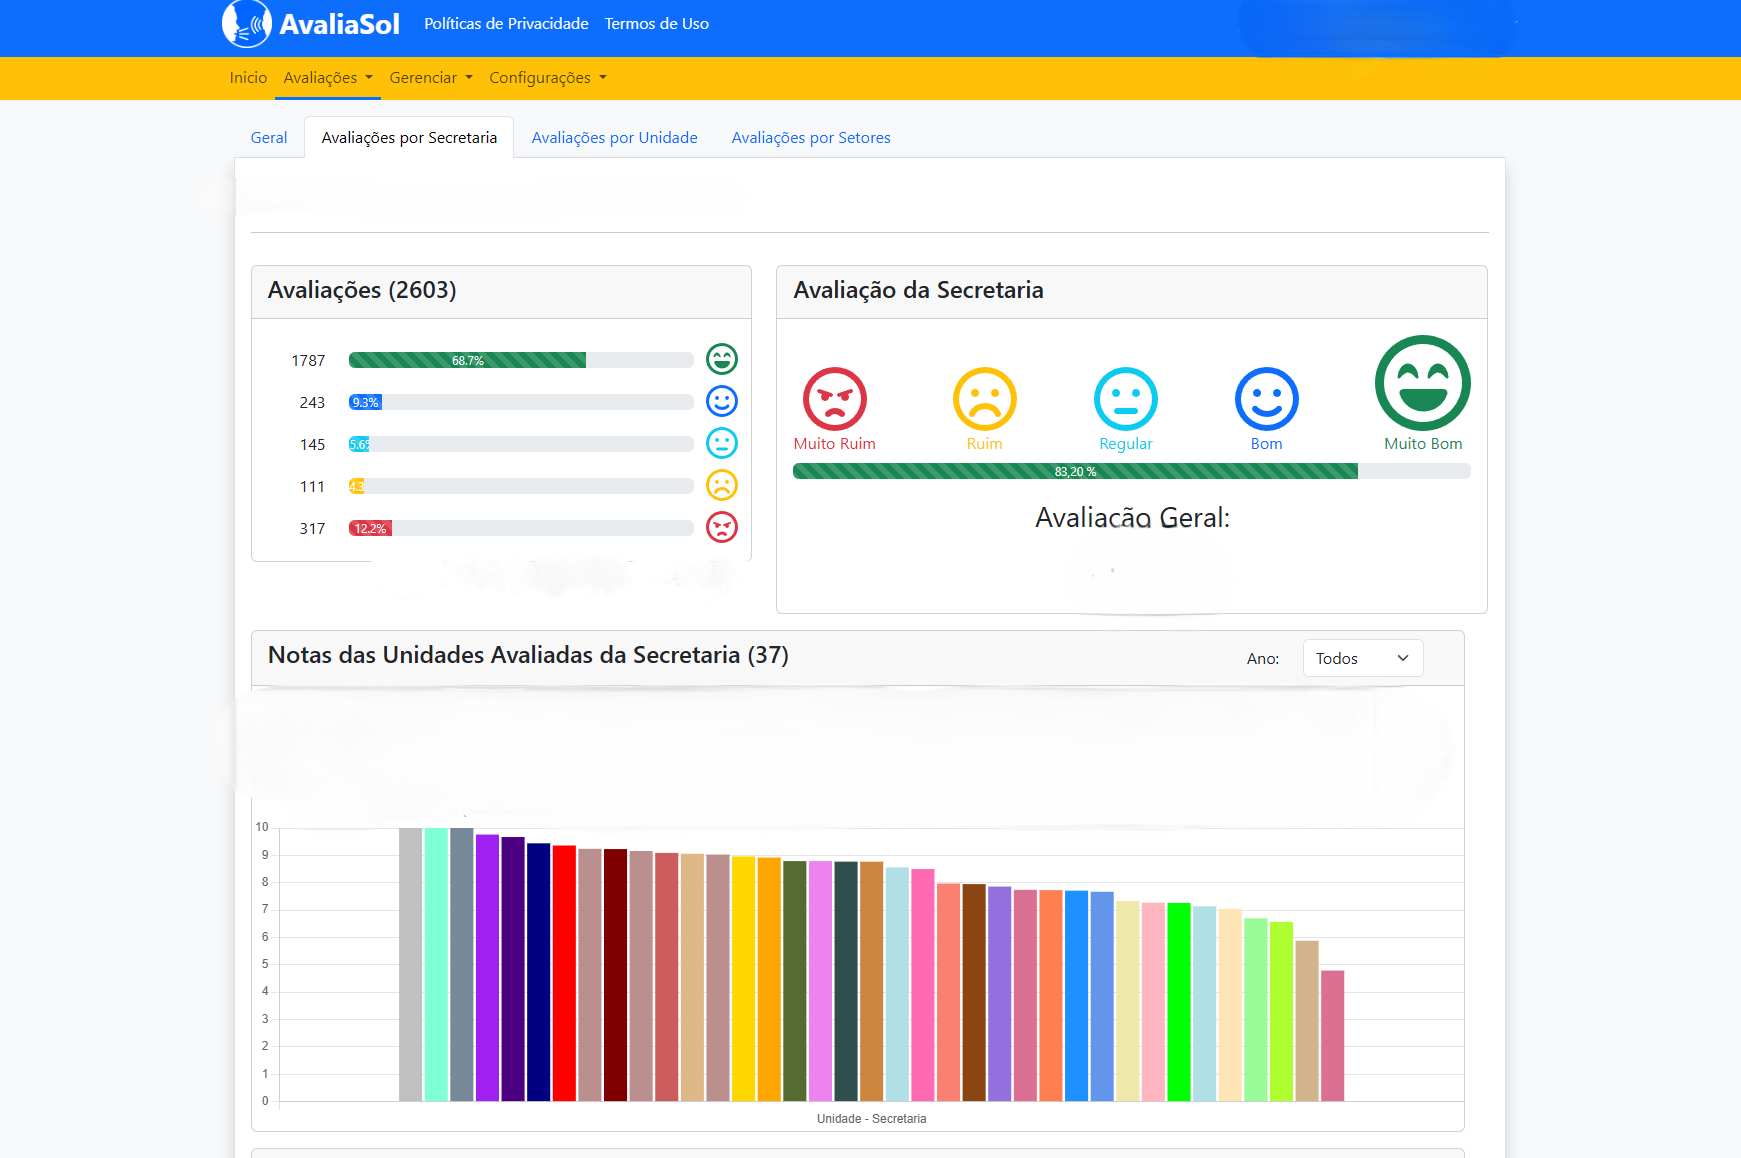 AvaliaSol Políticas de Privacidade Termos de Uso
Inicio Avaliações Gerenciar Configurações
Geral Avaliações por Secretaria Avaliações por Unidade Avaliações por Setores
Avaliações (2603)
1787 68.7%
243 9.3%
145 5.6%
111 4.3
317 12.2%
Avaliação da Secretaria
Muito Ruim Ruim Regular Bom Muito Bom
83,20 %
Avaliação Geral:
Notas das Unidades Avaliadas da Secretaria (37) Ano: Todos
10
9
8
7
6
5
4
3
2
1
0
Unidade - Secretaria